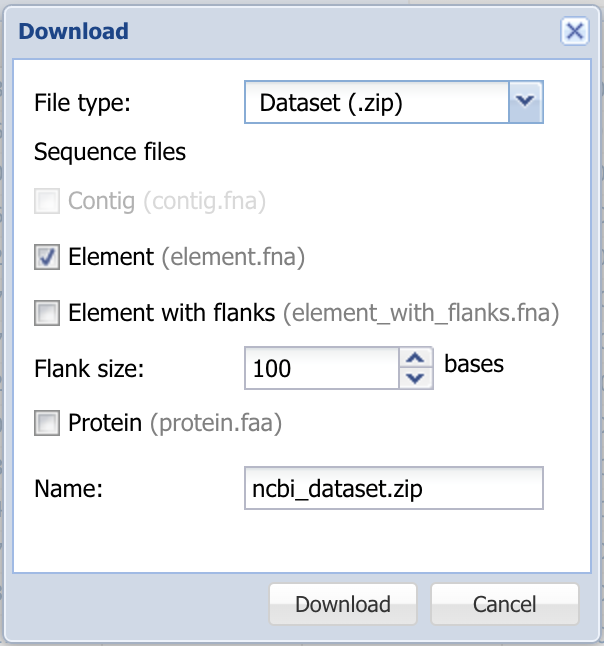 Download
File type: Dataset (.zip)
Sequence files
Contig (contig.fna)
Element (element.fna)
Element with flanks (element_with_flanks.fna)
Flank size: 100 bases
Protein (protein.faa)
Name: ncbi_dataset.zip
Download Cancel